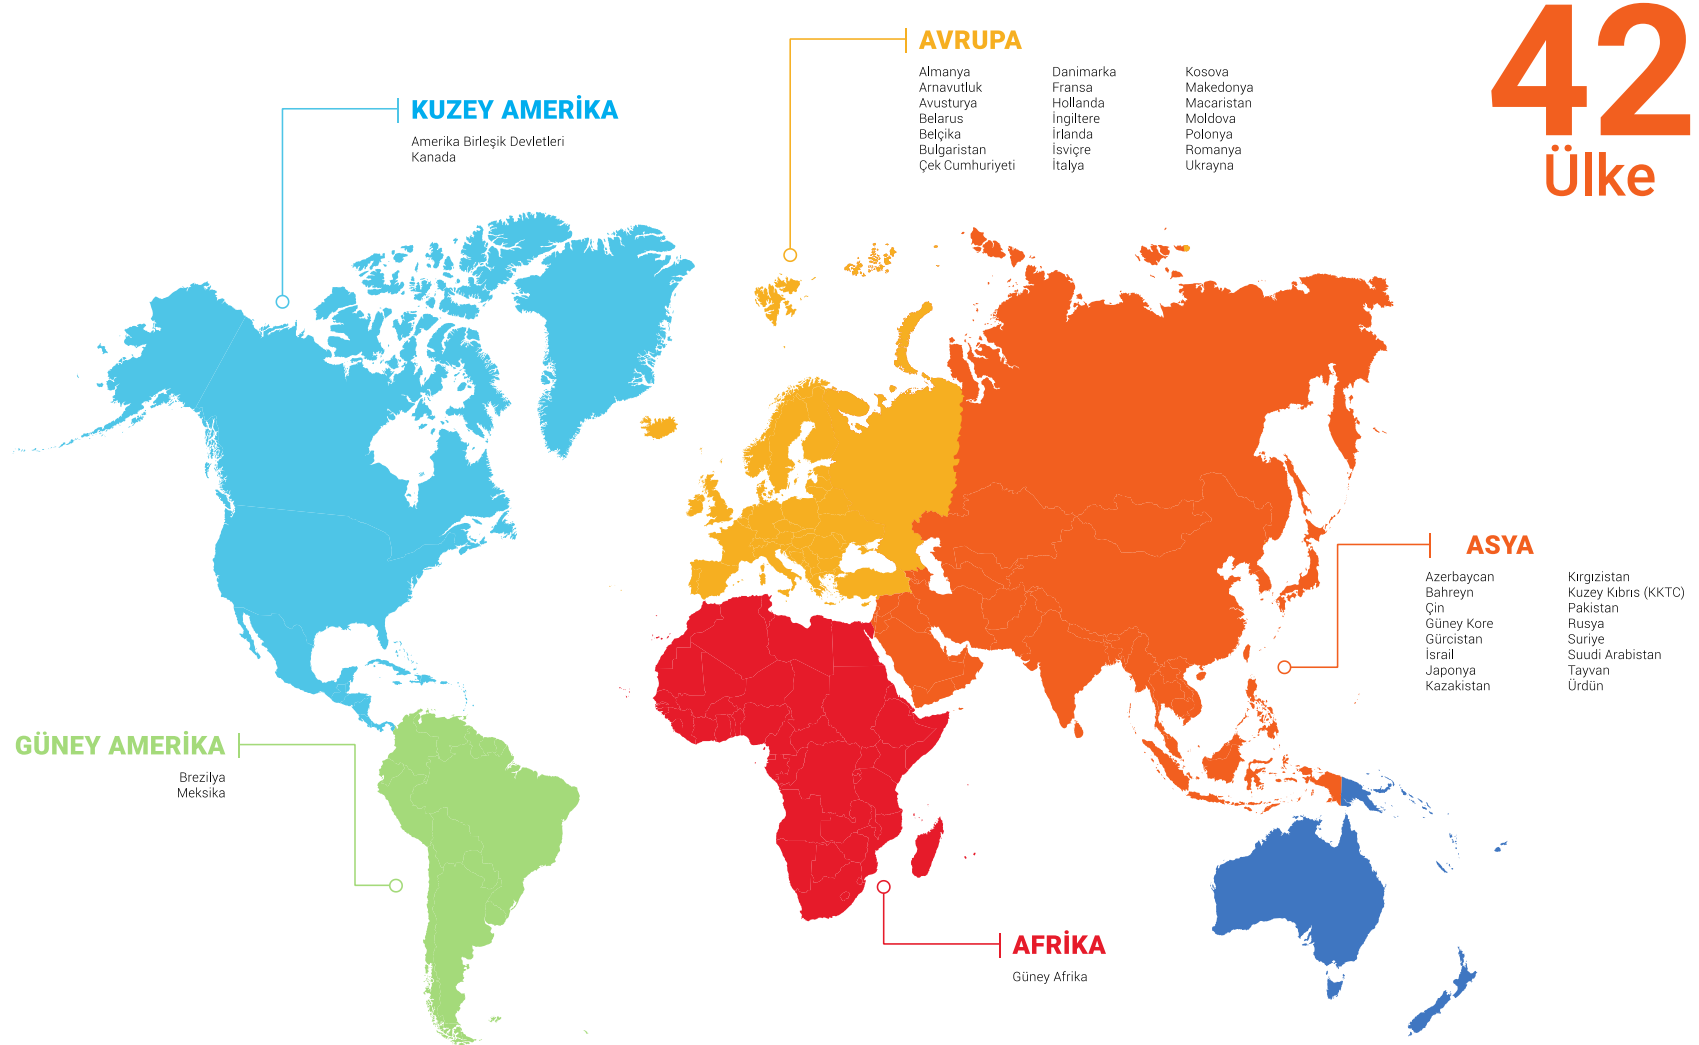 42
Ülke
AVRUPA
Almanya
Arnavutluk
Avusturya
Belarus
Belçika
Bulgaristan
Çek Cumhuriyeti
Danimarka
Fransa
Hollanda
İngiltere
İrlanda
İsviçre
İtalya
Kosova
Makedonya
Macaristan
Moldova
Polonya
Romanya
Ukrayna
KUZEY AMERİKA
Amerika Birleşik Devletleri
Kanada
ASYA
Azerbaycan
Bahreyn
Çin
Güney Kore
Gürcistan
İsrail
Japonya
Kazakistan
Kırgızistan
Kuzey Kıbrıs (KKTC)
Pakistan
Rusya
Suriye
Suudi Arabistan
Tayvan
Ürdün
GÜNEY AMERİKA
Brezilya
Meksika
AFRİKA
Güney Afrika